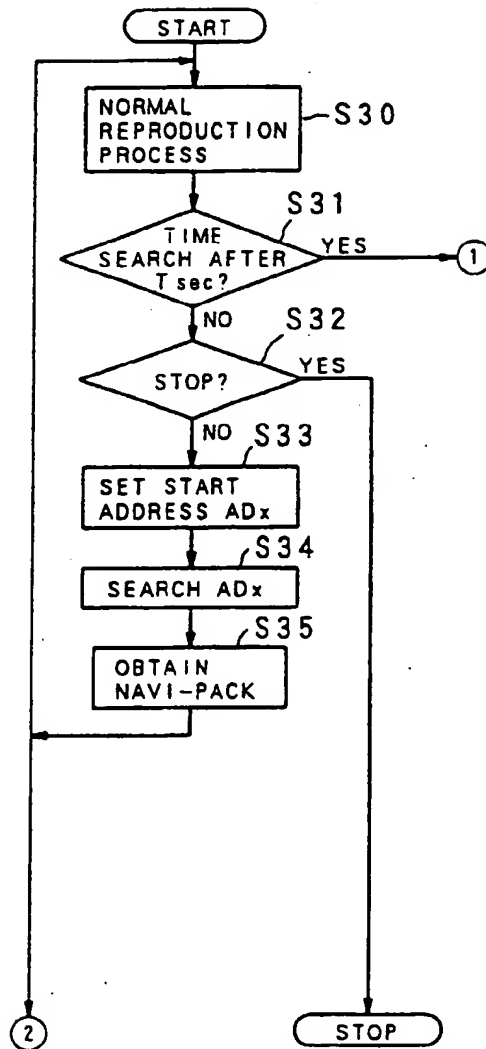 START
NORMAL
REPRODUCTION
PROCESS
S30
S31
TIME
SEARCH AFTER
Tsec?
YES
1
NO
S32
STOP?
YES
NO
S33
SET START
ADDRESS ADx
S34
SEARCH ADx
S35
OBTAIN
NAVI-PACK
2
STOP